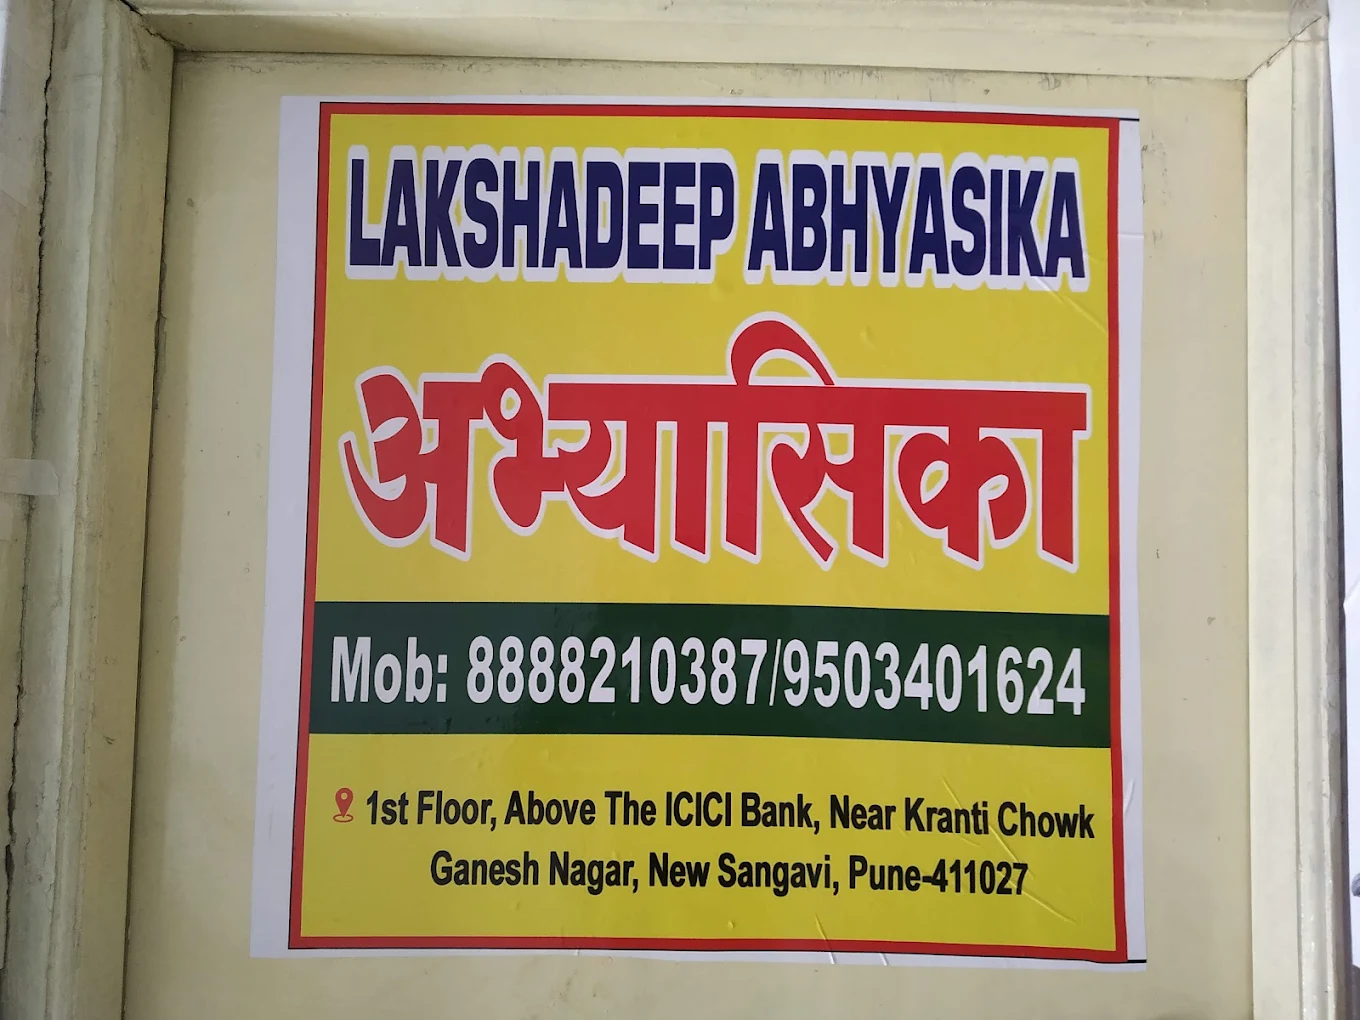 LAKSHADEEP ABHYASIKA
अभ्यासिका
Mob: 8888210387/9503401624
1st Floor, Above The ICICI Bank, Near Kranti Chowk
Ganesh Nagar, New Sangavi, Pune-411027